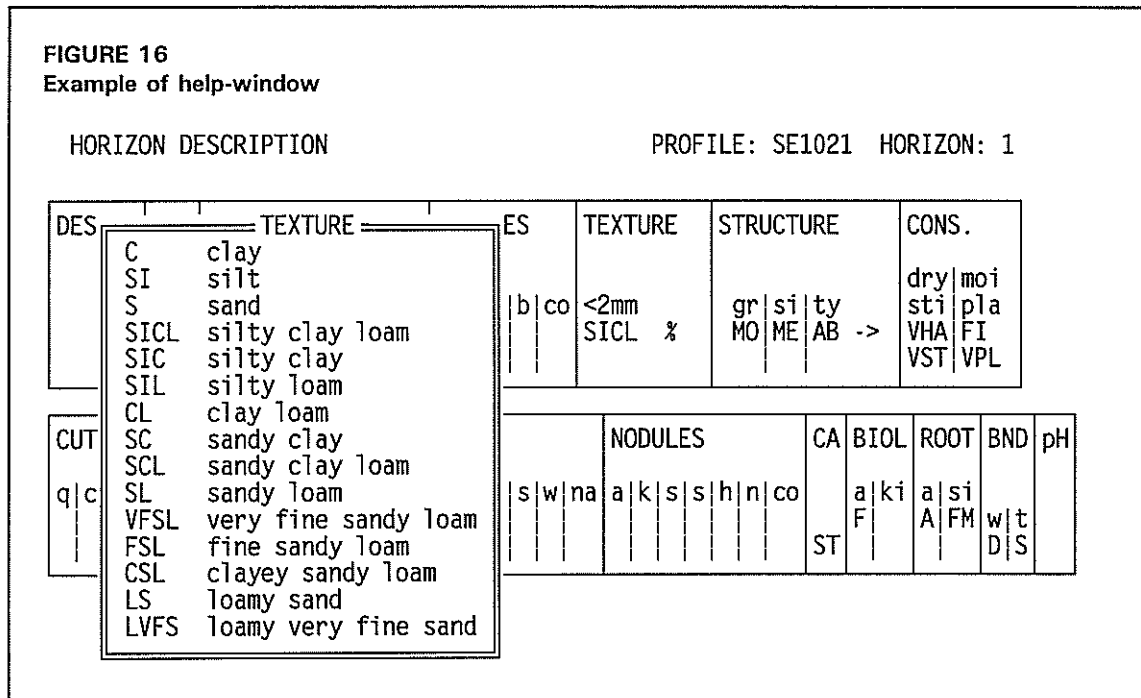 FIGURE 16
Example of help-window
HORIZON DESCRIPTION PROFILE: SE1021 HORIZON: 1
DES ES TEXTURE STRUCTURE CONS.
dry|moi
|b|co <2mm gr|si|ty sti|pla
SICL % MO|ME|AB -> VHA|FI
VST|VPL
TEXTURE
C clay
SI silt
S sand
SICL silty clay loam
SIC silty clay
SIL silty loam
CL clay loam
SC sandy clay
SCL sandy clay loam
SL sandy loam
VFSL very fine sandy loam
FSL fine sandy loam
CSL clayey sandy loam
LS loamy sand
LVFS loamy very fine sand
CUT NODULES CA BIOL ROOT BND pH
q|c |s|w|na a|k|s|s|h|n|co a|ki a|si
F| A|FM w|t
ST D|S